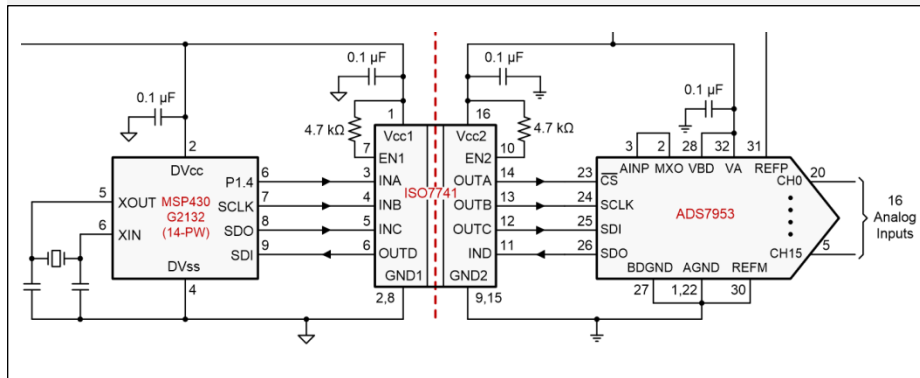 0.1 µF
0.1 µF
0.1 µF
0.1 µF
4.7 kΩ
4.7 kΩ
2
DVcc
5
XOUT
6
XIN
MSP430
G2132
(14-PW)
P1.4
6
SCLK
7
SDO
8
SDI
9
DVss
4
1
Vcc1
7
EN1
3
INA
4
INB
5
INC
6
OUTD
GND1
2,8
ISO7741
16
Vcc2
10
EN2
14
OUTA
13
OUTB
12
OUTC
11
IND
GND2
9,15
3
2
28
32
31
AINP
MXO
VBD
VA
REFP
23
CS
24
SCLK
25
SDI
26
SDO
ADS7953
20
CH0
CH15
5
BDGND
AGND
REFM
27
1,22
30
16
Analog
Inputs